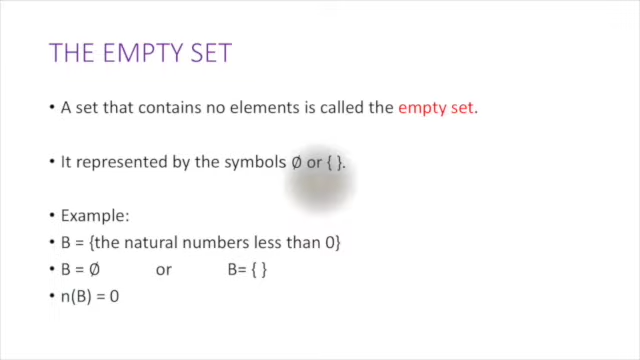 THE EMPTY SET
• A set that contains no elements is called the empty set.
• It represented by the symbols ∅ or { }.
• Example:
• B = {the natural numbers less than 0}
• B = ∅ or B= { }
• n(B) = 0